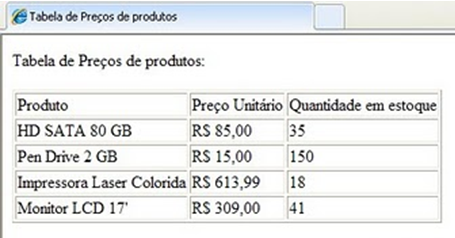 Tabela de Preços de produtos
Tabela de Preços de produtos:
Produto Preço Unitário Quantidade em estoque
HD SATA 80 GB R$ 85,00 35
Pen Drive 2 GB R$ 15,00 150
Impressora Laser Colorida R$ 613,99 18
Monitor LCD 17' R$ 309,00 41